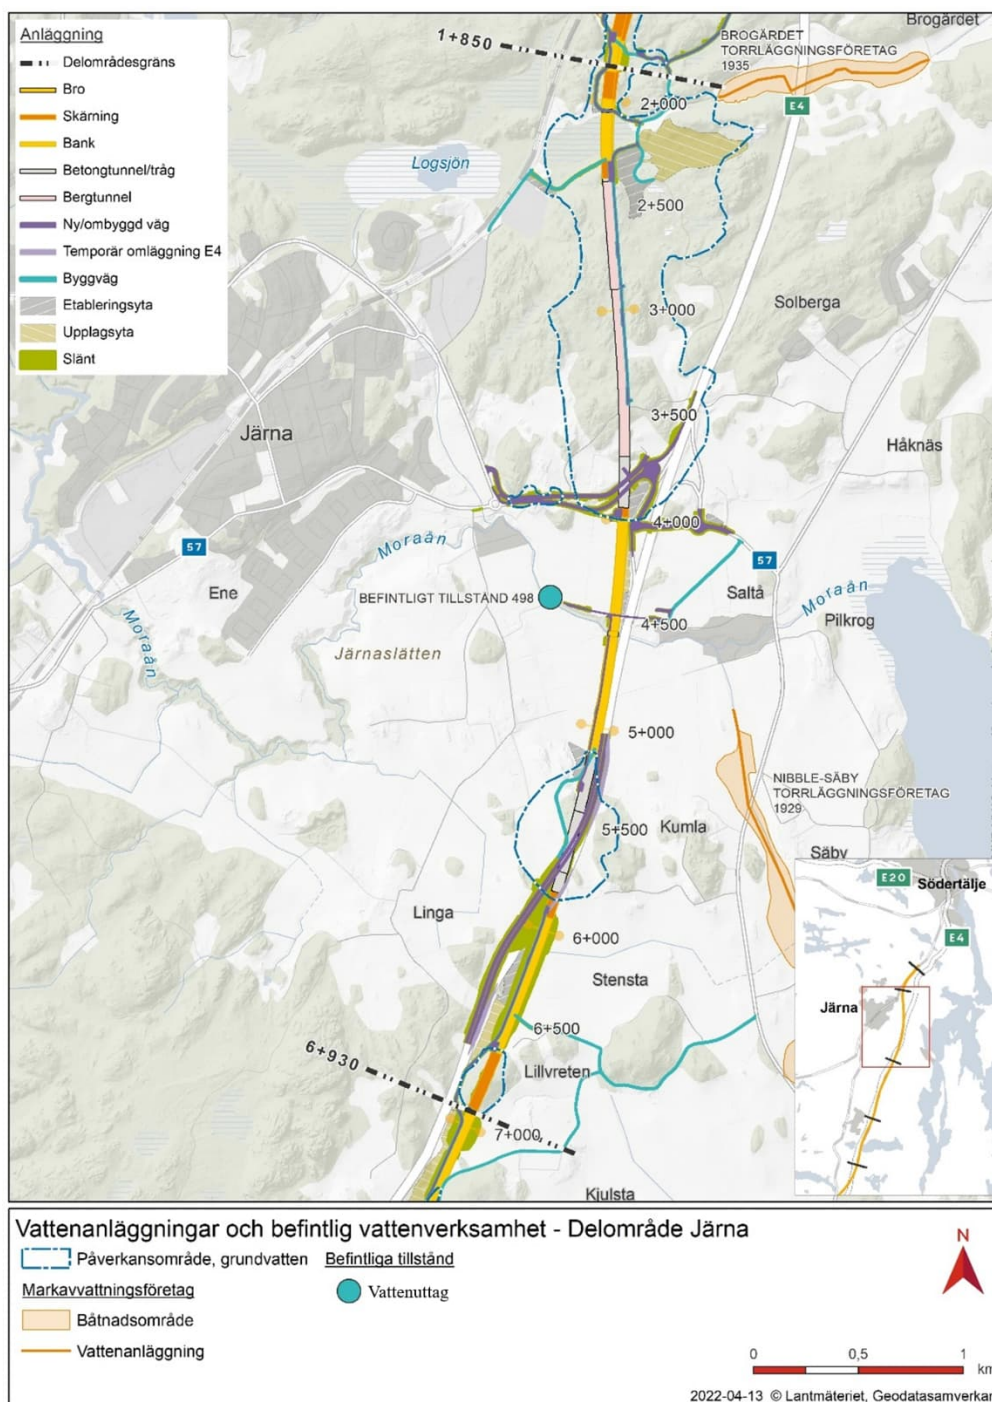 Anläggning
Delområdesgräns
Bro
Skärning
Bank
Betongtunnel/tråg
Bergtunnel
Ny/ombyggd väg
Temporär omläggning E4
Byggväg
Etableringsyta
Upplagsyta
Slänt
1+850
Brogärdet
BROGÄRDET
TORRLÄGGNINGSFÖRETAG
1935
E4
2+000
Logsjön
2+500
3+000
Solberga
3+500
Järna
Håknäs
4+000
57
Moraån
57
Ene
BEFINTLIGT TILLSTÅND 498
Saltå
Moraån
Pilkrog
Moraån
4+500
Järnaslätten
5+000
NIBBLE-SÄBY
TORRLÄGGNINGSFÖRETAG
1929
5+500
Kumla
Säby
E20
Södertälje
Linga
6+000
E4
Stensta
Järna
6+500
6+930
Lillvreten
7+000
Kjulsta
Vattenanläggningar och befintlig vattenverksamhet - Delområde Järna
Påverkansområde, grundvatten
Befintliga tillstånd
Markavvattningsföretag
Vattenuttag
Båtnadsområde
Vattenanläggning
N
0 0,5 1
km
2022-04-13 © Lantmäteriet, Geodatasamverkan